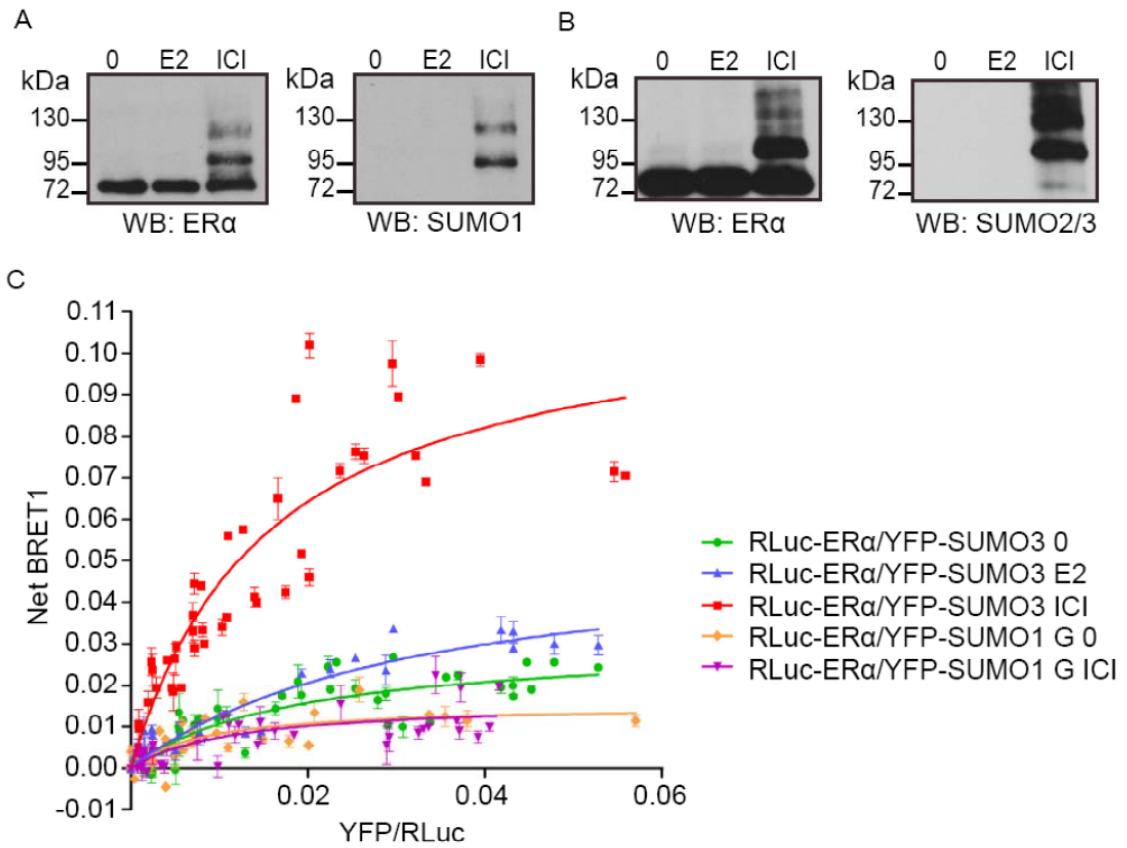 A
0 E2 ICI
kDa
130
95
72
WB: ERα
0 E2 ICI
kDa
130
95
72
WB: SUMO1
B
0 E2 ICI
kDa
130
95
72
WB: ERα
0 E2 ICI
kDa
130
95
72
WB: SUMO2/3
C
Net BRET1
0.11
0.10
0.09
0.08
0.07
0.06
0.05
0.04
0.03
0.02
0.01
0.00
-0.01
0.02 0.04 0.06
YFP/RLuc
RLuc-ERα/YFP-SUMO3 0
RLuc-ERα/YFP-SUMO3 E2
RLuc-ERα/YFP-SUMO3 ICI
RLuc-ERα/YFP-SUMO1 G 0
RLuc-ERα/YFP-SUMO1 G ICI